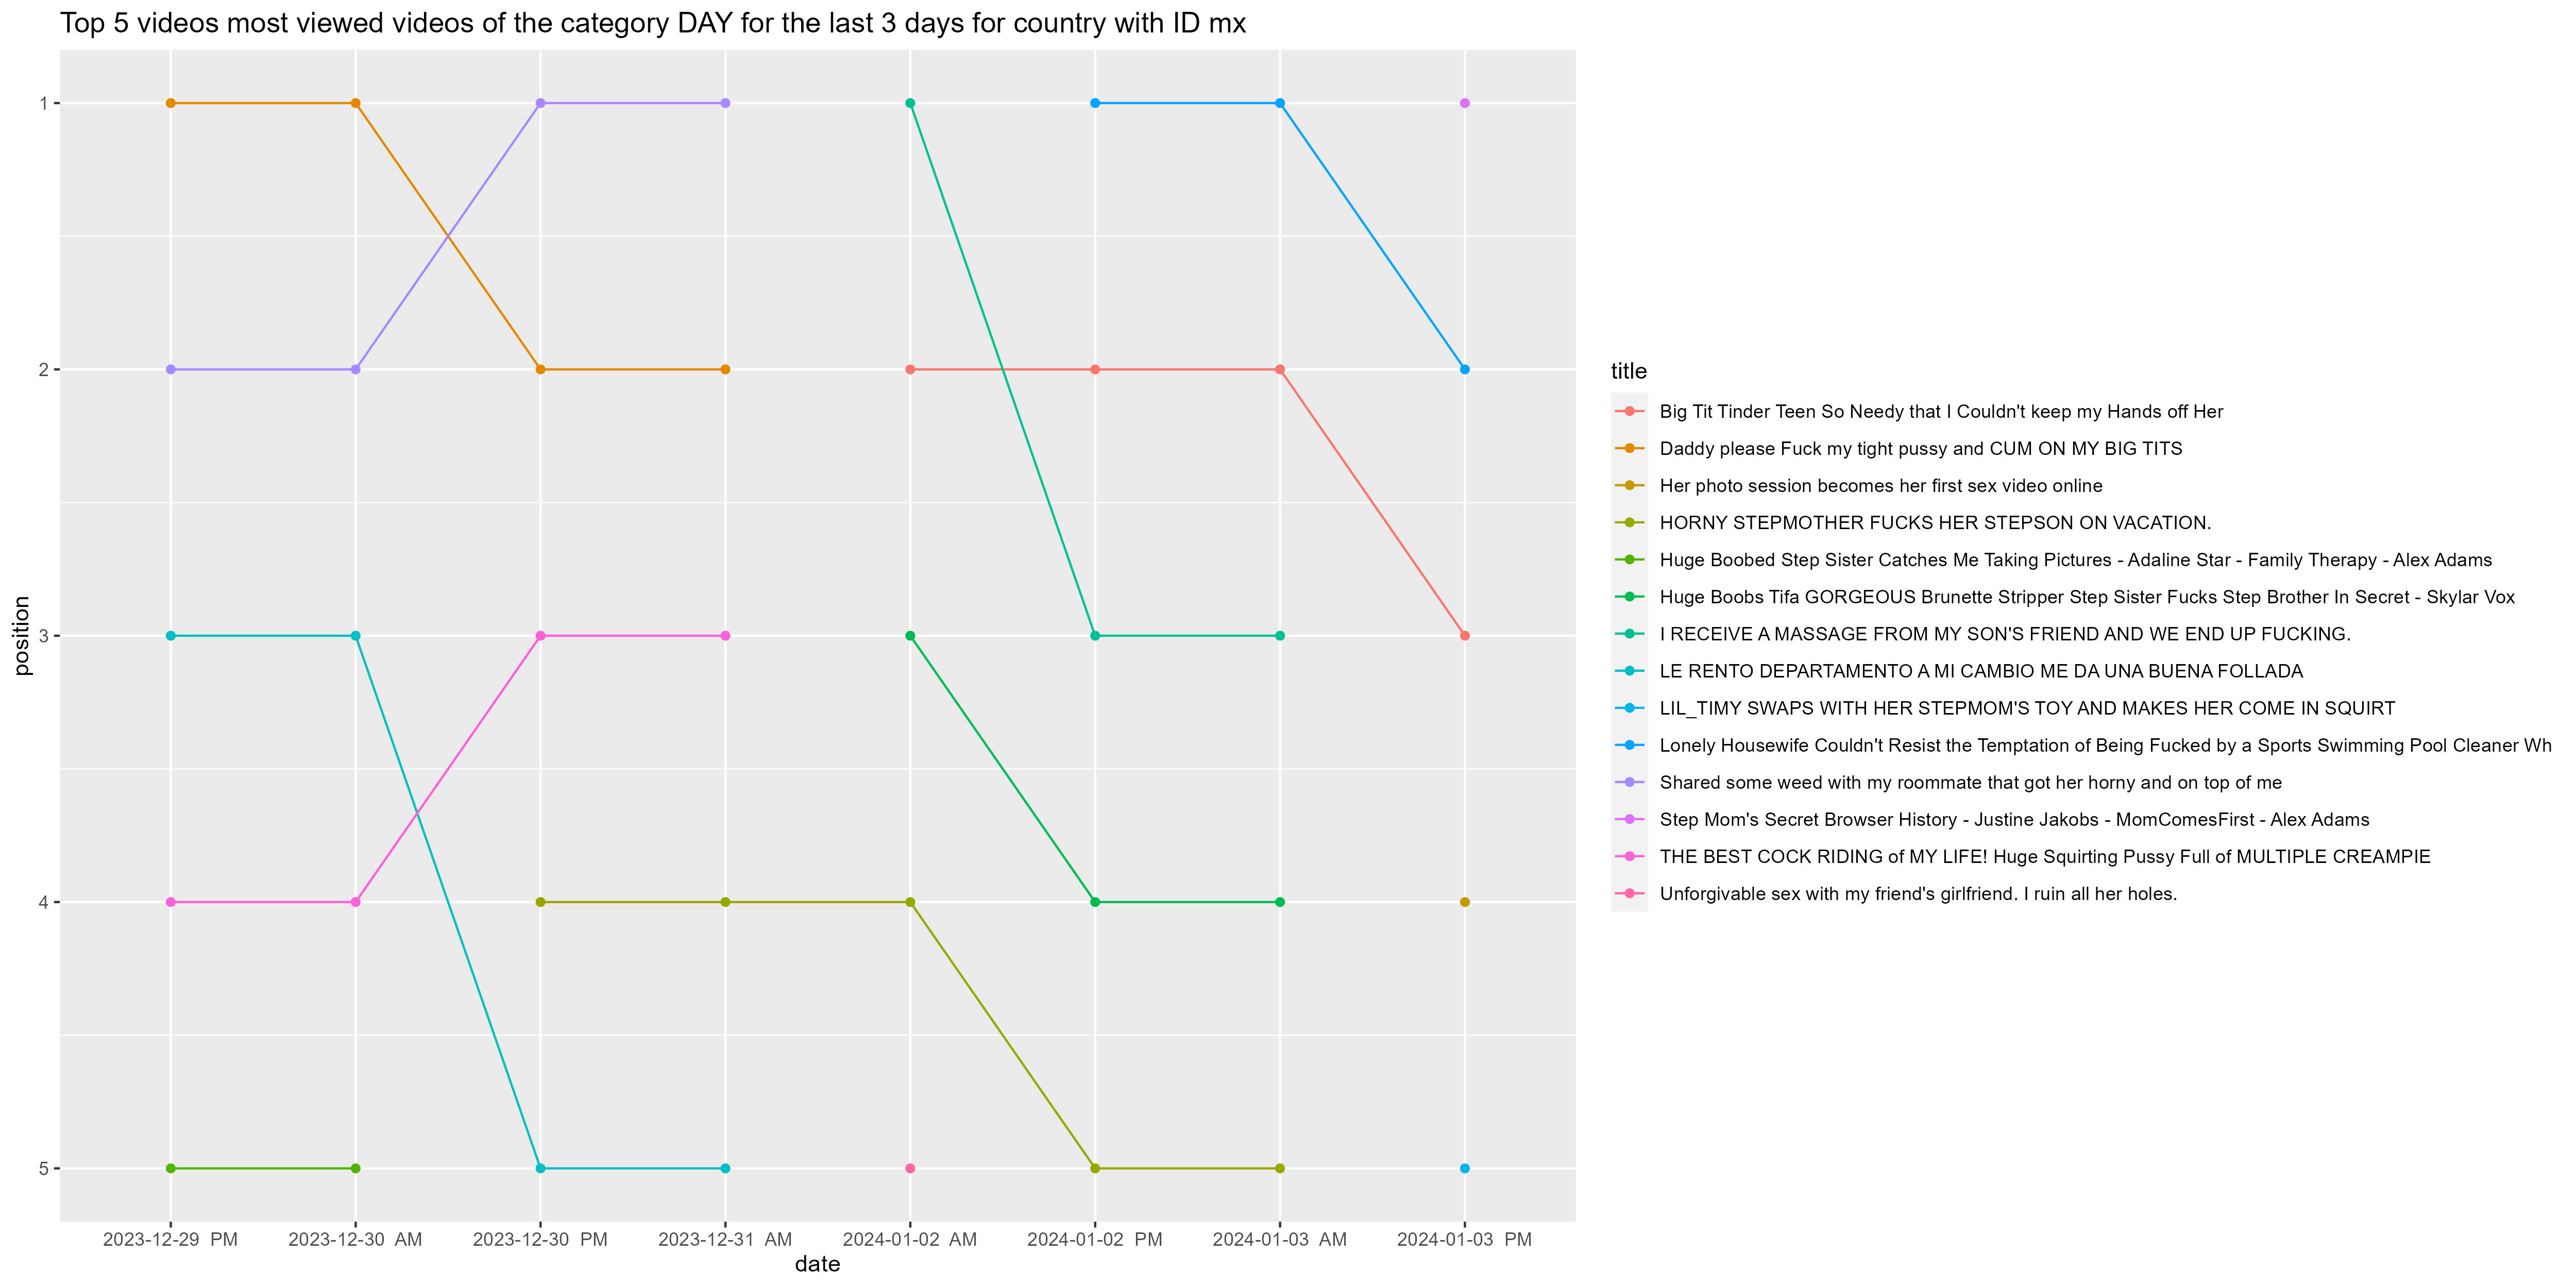 Top 5 videos most viewed videos of the category DAY for the last 3 days for country with ID mx
position
1
2
3
4
5
2023-12-29 PM
2023-12-30 AM
2023-12-30 PM
2023-12-31 AM
2024-01-02 AM
2024-01-02 PM
2024-01-03 AM
2024-01-03 PM
date
title
Big Tit Tinder Teen So Needy that I Couldn't keep my Hands off Her
Daddy please Fuck my tight pussy and CUM ON MY BIG TITS
Her photo session becomes her first sex video online
HORNY STEPMOTHER FUCKS HER STEPSON ON VACATION.
Huge Boobed Step Sister Catches Me Taking Pictures - Adaline Star - Family Therapy - Alex Adams
Huge Boobs Tifa GORGEOUS Brunette Stripper Step Sister Fucks Step Brother In Secret - Skylar Vox
I RECEIVE A MASSAGE FROM MY SON'S FRIEND AND WE END UP FUCKING.
LE RENTO DEPARTAMENTO A MI CAMBIO ME DA UNA BUENA FOLLADA
LIL_TIMY SWAPS WITH HER STEPMOM'S TOY AND MAKES HER COME IN SQUIRT
Lonely Housewife Couldn't Resist the Temptation of Being Fucked by a Sports Swimming Pool Cleaner Wh
Shared some weed with my roommate that got her horny and on top of me
Step Mom's Secret Browser History - Justine Jakobs - MomComesFirst - Alex Adams
THE BEST COCK RIDING of MY LIFE! Huge Squirting Pussy Full of MULTIPLE CREAMPIE
Unforgivable sex with my friend's girlfriend. I ruin all her holes.